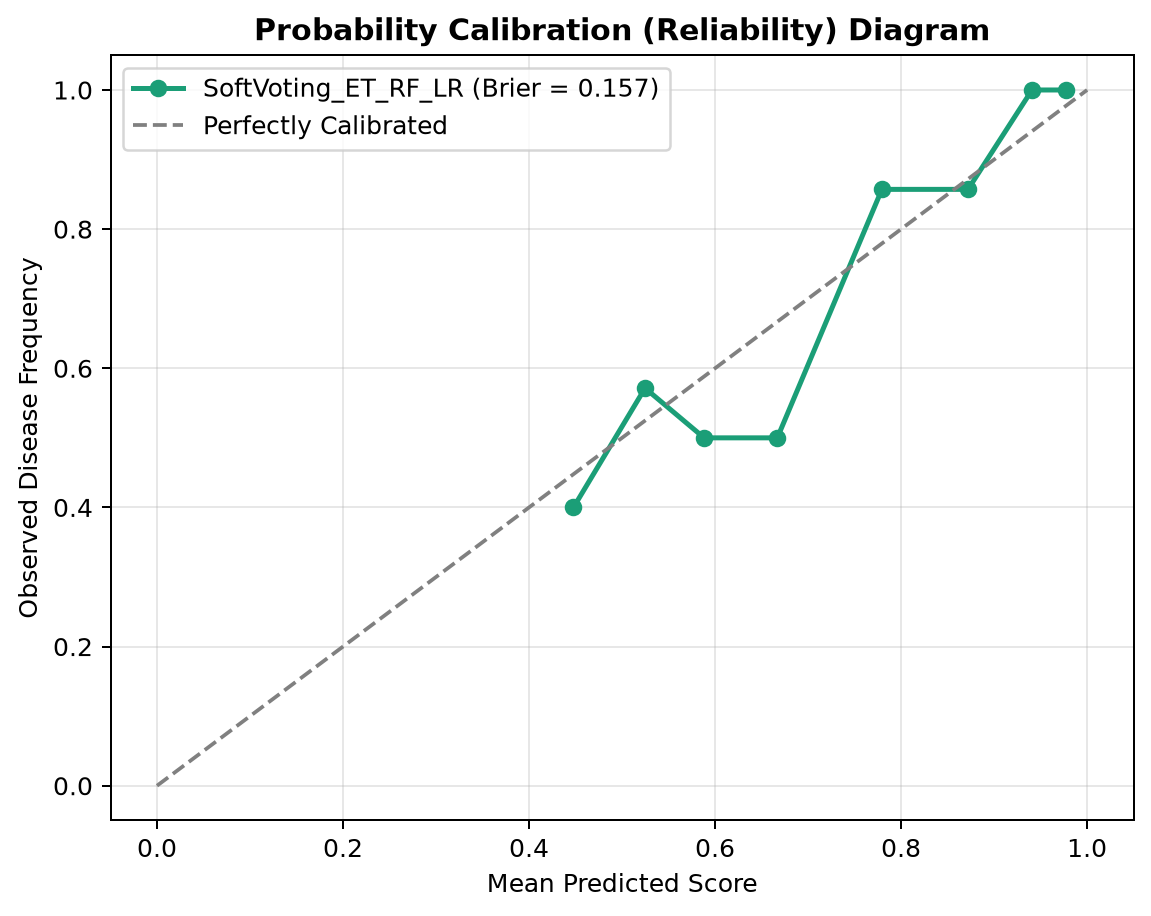 Probability Calibration (Reliability) Diagram
SoftVoting_ET_RF_LR (Brier = 0.157)
Perfectly Calibrated
Observed Disease Frequency
1.0
0.8
0.6
0.4
0.2
0.0
0.0 0.2 0.4 0.6 0.8 1.0
Mean Predicted Score